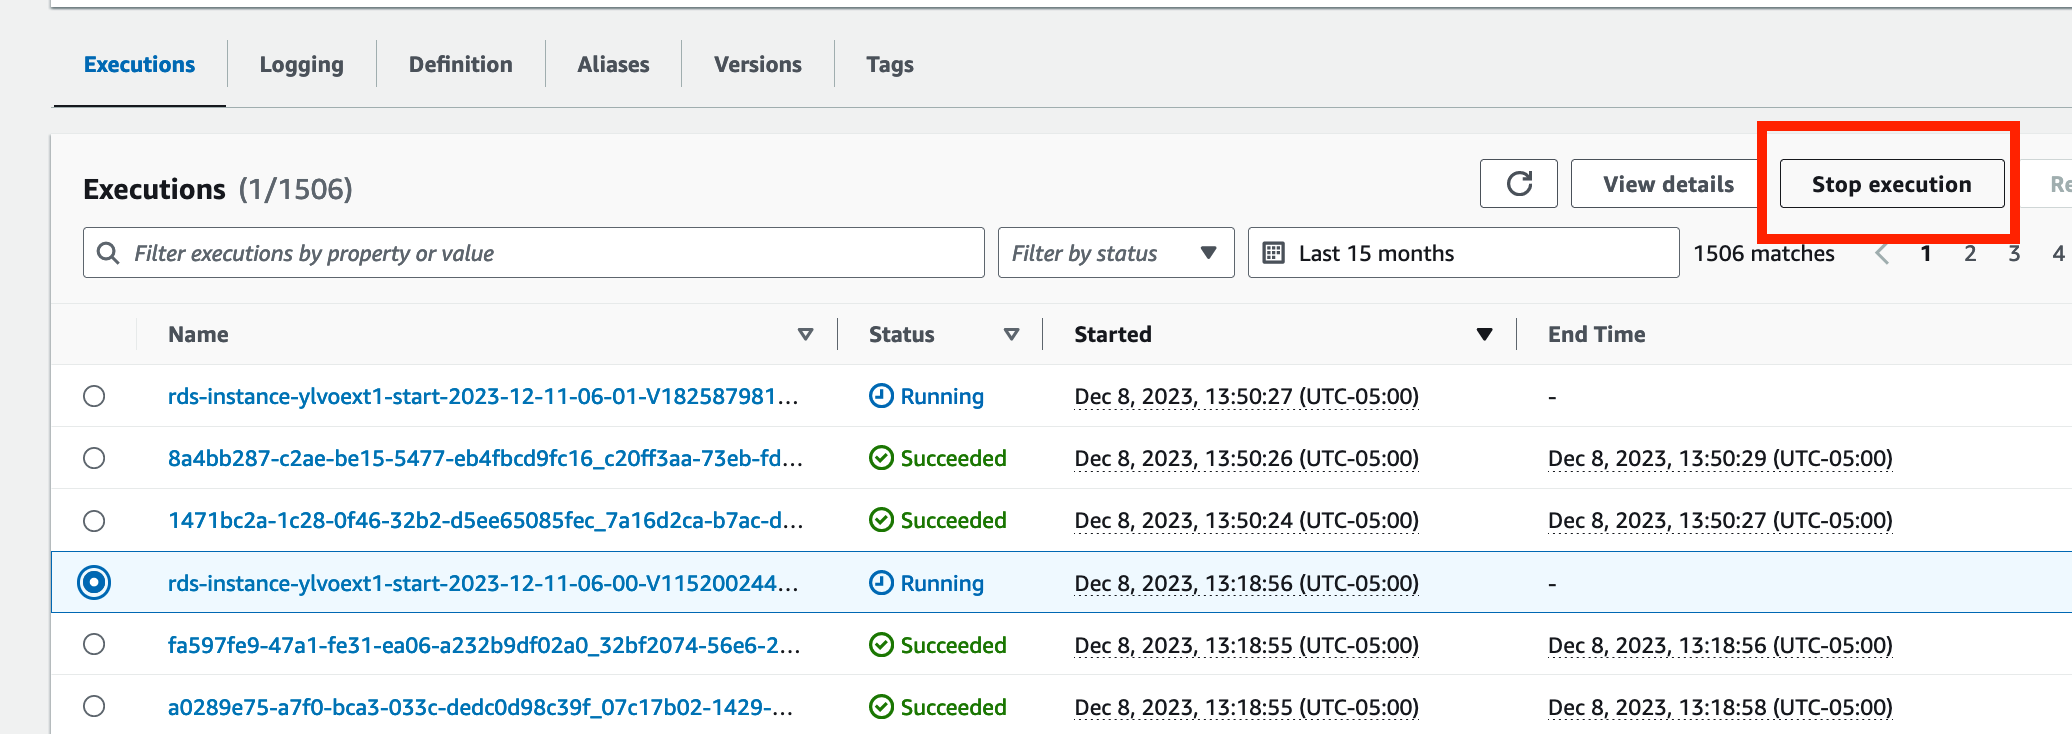 Executions Logging Definition Aliases Versions Tags
Executions (1/1506) View details Stop execution
Filter executions by property or value Filter by status Last 15 months 1506 matches 1 2 3 4
Name Status Started End Time
rds-instance-ylvoext1-start-2023-12-11-06-01-V182587981... Running Dec 8, 2023, 13:50:27 (UTC-05:00) -
8a4bb287-c2ae-be15-5477-eb4fbcd9fc16_c20ff3aa-73eb-fd... Succeeded Dec 8, 2023, 13:50:26 (UTC-05:00) Dec 8, 2023, 13:50:29 (UTC-05:00)
1471bc2a-1c28-0f46-32b2-d5ee65085fec_7a16d2ca-b7ac-d... Succeeded Dec 8, 2023, 13:50:24 (UTC-05:00) Dec 8, 2023, 13:50:27 (UTC-05:00)
rds-instance-ylvoext1-start-2023-12-11-06-00-V115200244... Running Dec 8, 2023, 13:18:56 (UTC-05:00) -
fa597fe9-47a1-fe31-ea06-a232b9df02a0_32bf2074-56e6-2... Succeeded Dec 8, 2023, 13:18:55 (UTC-05:00) Dec 8, 2023, 13:18:56 (UTC-05:00)
a0289e75-a7f0-bca3-033c-dedc0d98c39f_07c17b02-1429-... Succeeded Dec 8, 2023, 13:18:55 (UTC-05:00) Dec 8, 2023, 13:18:58 (UTC-05:00)